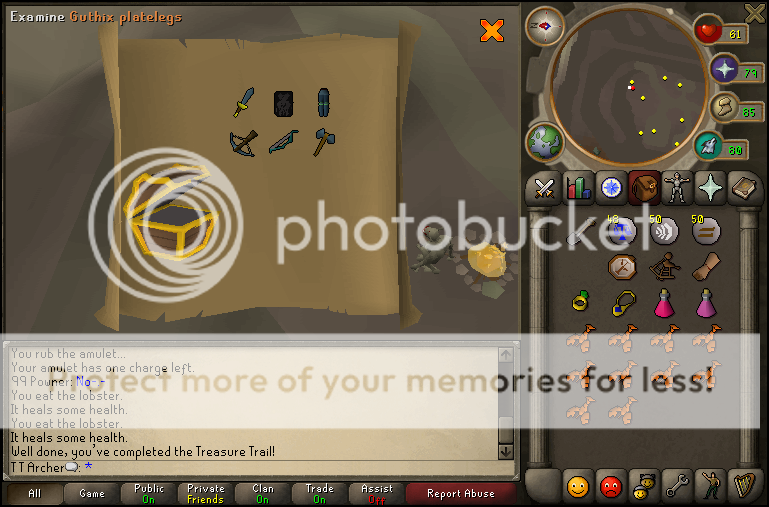 Examine Guthix platelegs
61
79
85
80
photobucket
48 50 50
You rub the amulet...
Your amulet has one charge left.
99 Pouner: No--
You eat the lobster.
It heals some health.
You eat the lobster.
It heals some health.
Well done, you've completed the Treasure Trail!
TT Archer: *
Protect more of your memories for less!
All
Game
Public
On
Private
Friends
Clan
On
Trade
On
Assist
Off
Report Abuse